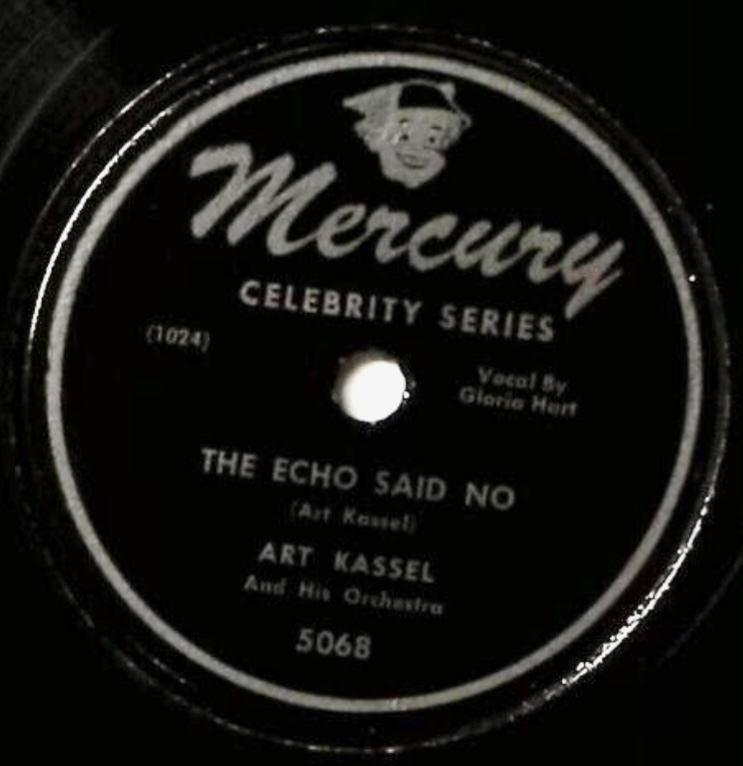 Mercury
CELEBRITY SERIES
(1024)
Vocal By
Gloria Hart
THE ECHO SAID NO
(Art Kassel)
ART KASSEL
And His Orchestra
5068